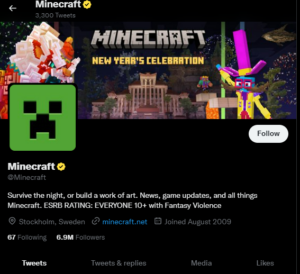 Minecraft
3,300 Tweets
MINECRAFT
NEW YEAR'S CELEBRATION
Follow
Minecraft
@Minecraft
Survive the night, or build a work of art. News, game updates, and all things
Minecraft. ESRB RATING: EVERYONE 10+ with Fantasy Violence
Stockholm, Sweden minecraft.net Joined August 2009
67 Following 6.9M Followers
Tweets Tweets & replies Media Likes